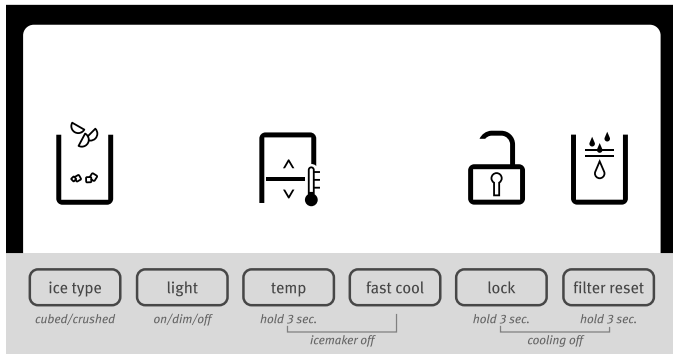 ice type light temp fast cool lock filter reset
cubed/crushed on/dim/off hold 3 sec. hold 3 sec. hold 3 sec.
icemaker off cooling off